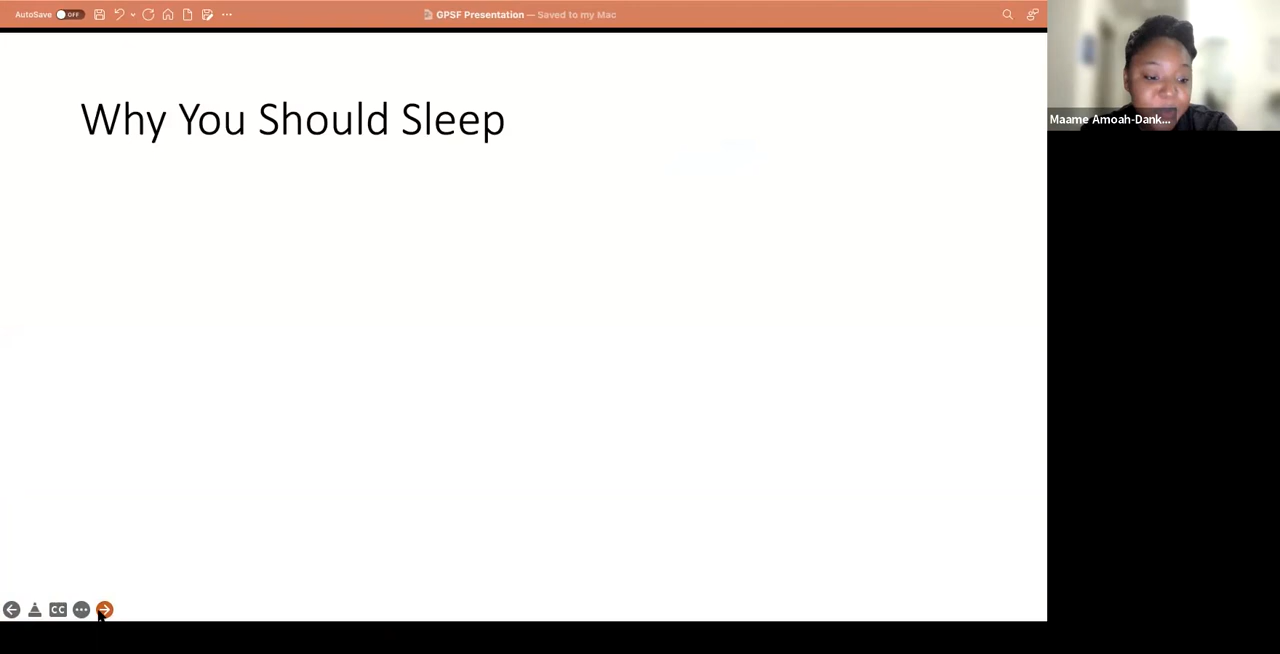 AutoSave OFF
GPSF Presentation — Saved to my Mac
Why You Should Sleep
Maame Amoah-Dank...
CC